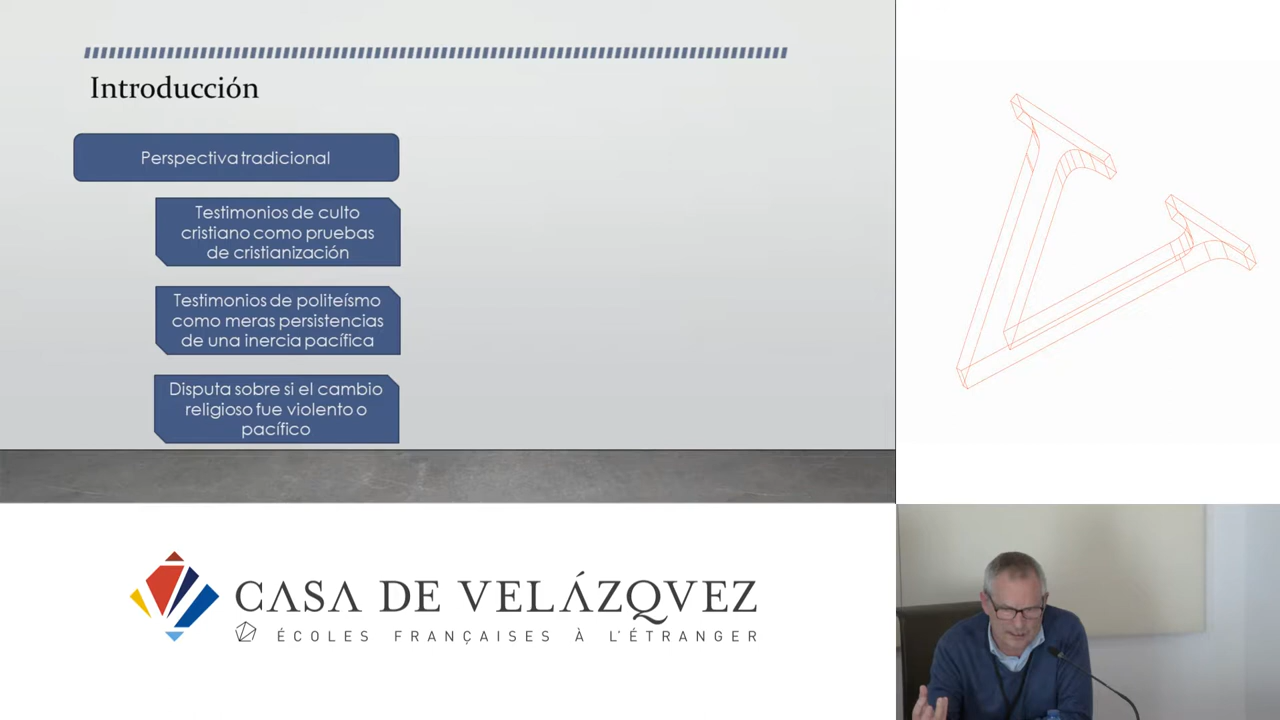 Introducción
Perspectiva tradicional
Testimonios de culto
cristiano como pruebas
de cristianización
Testimonios de politeísmo
como meras persistencias
de una inercia pacífica
Disputa sobre si el cambio
religioso fue violento o
pacífico
CASA DE VELÁZQVEZ
ÉCOLES FRANÇAISES À L'ÉTRANGER